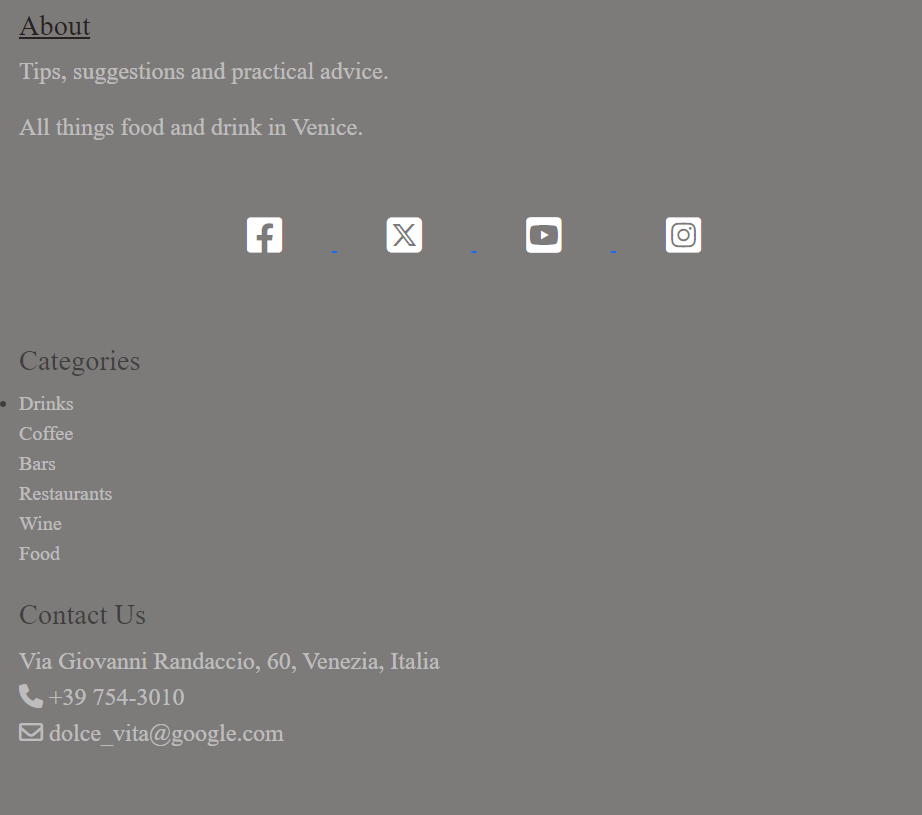 About
Tips, suggestions and practical advice.
All things food and drink in Venice.
Categories
Drinks
Coffee
Bars
Restaurants
Wine
Food
Contact Us
Via Giovanni Randaccio, 60, Venezia, Italia
+39 754-3010
dolce_vita@google.com